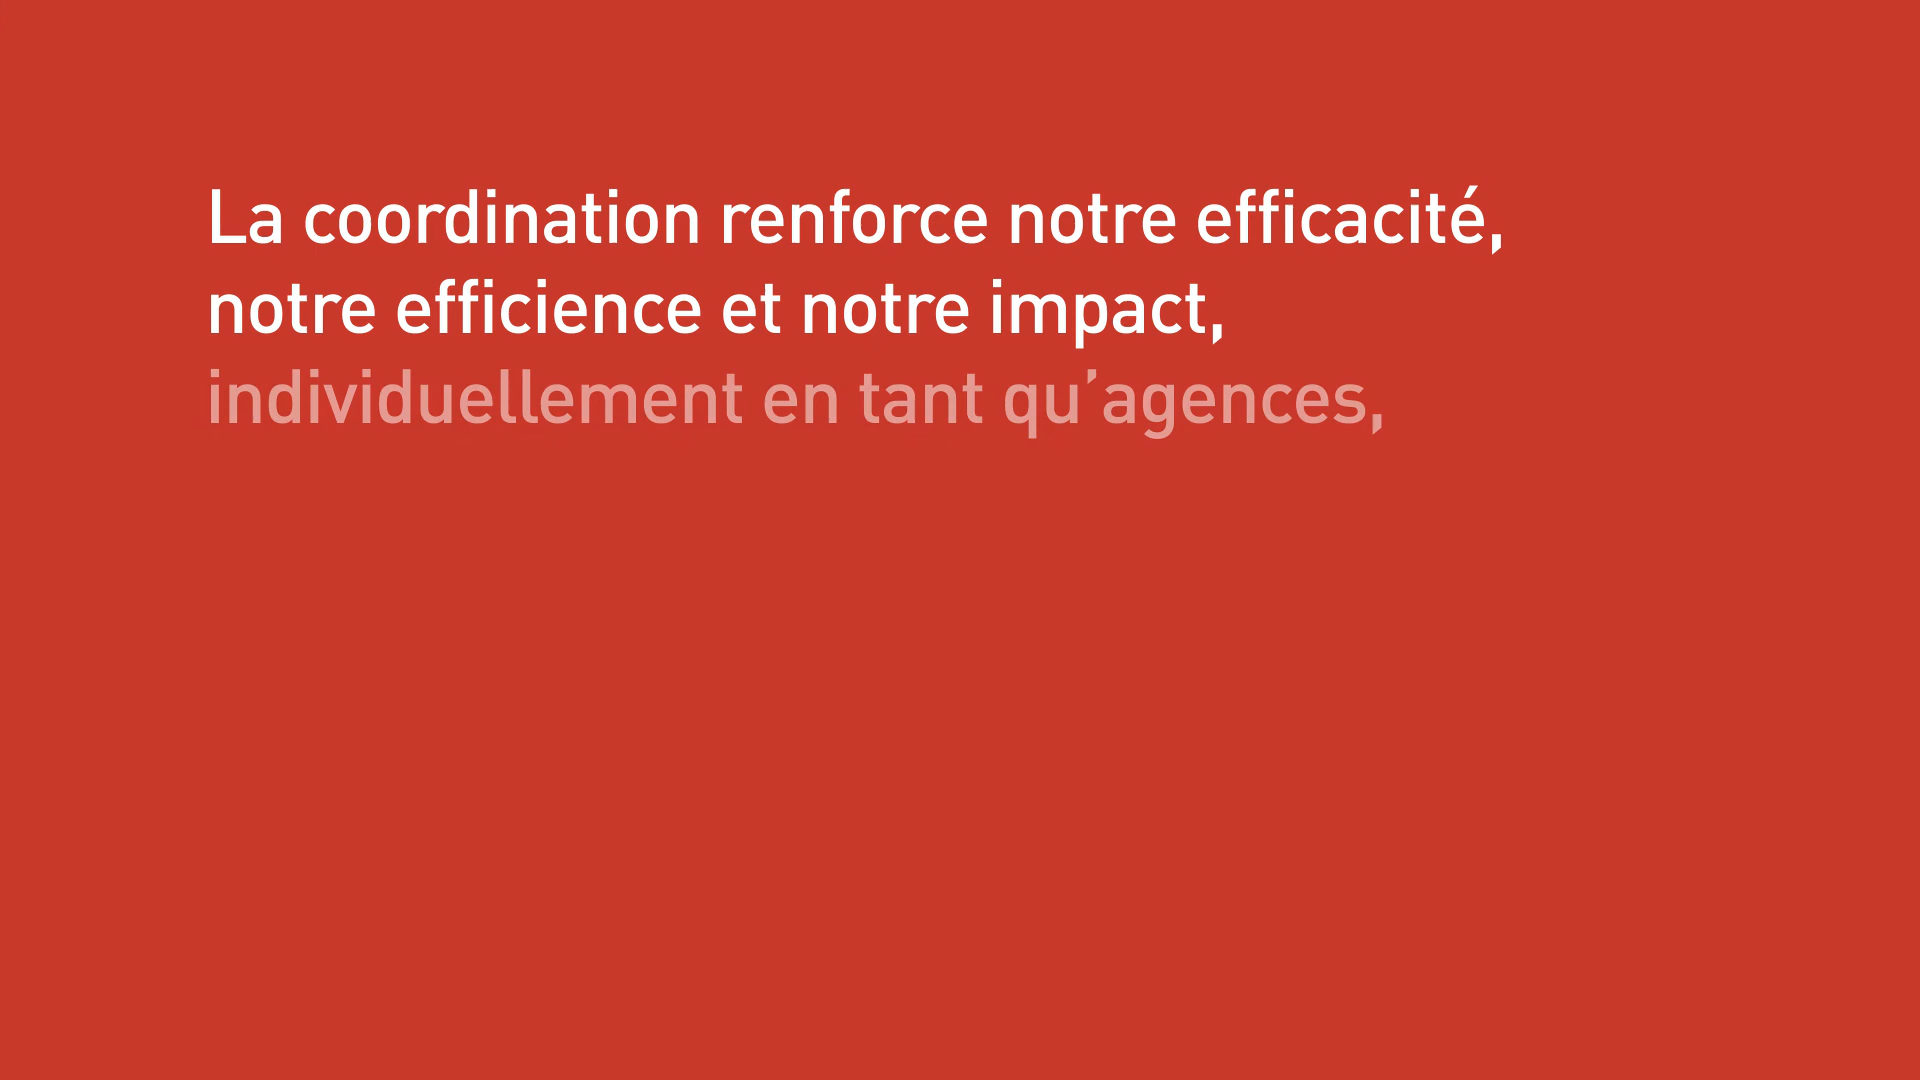 La coordination renforce notre efficacité,
notre efficience et notre impact,
individuellement en tant qu’agences,